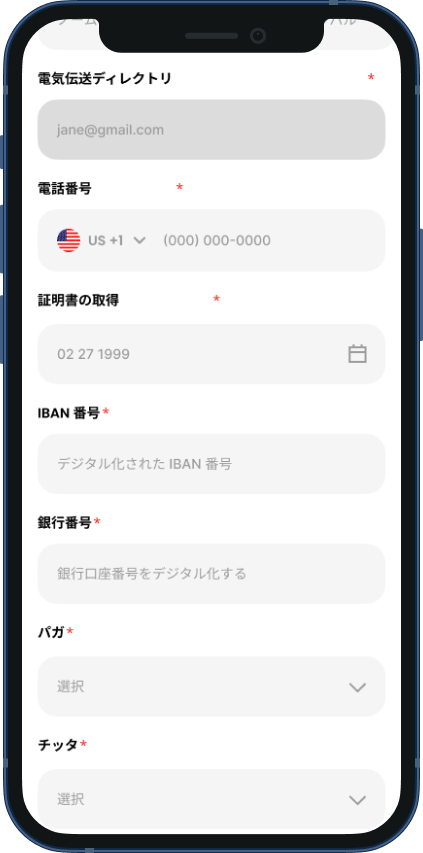 電気伝送ディレクトリ *
jane@gmail.com
電話番号 *
US +1 (000) 000-0000
証明書の取得 *
02 27 1999
IBAN 番号*
デジタル化された IBAN 番号
銀行番号*
銀行口座番号をデジタル化する
パガ*
選択
チッタ*
選択